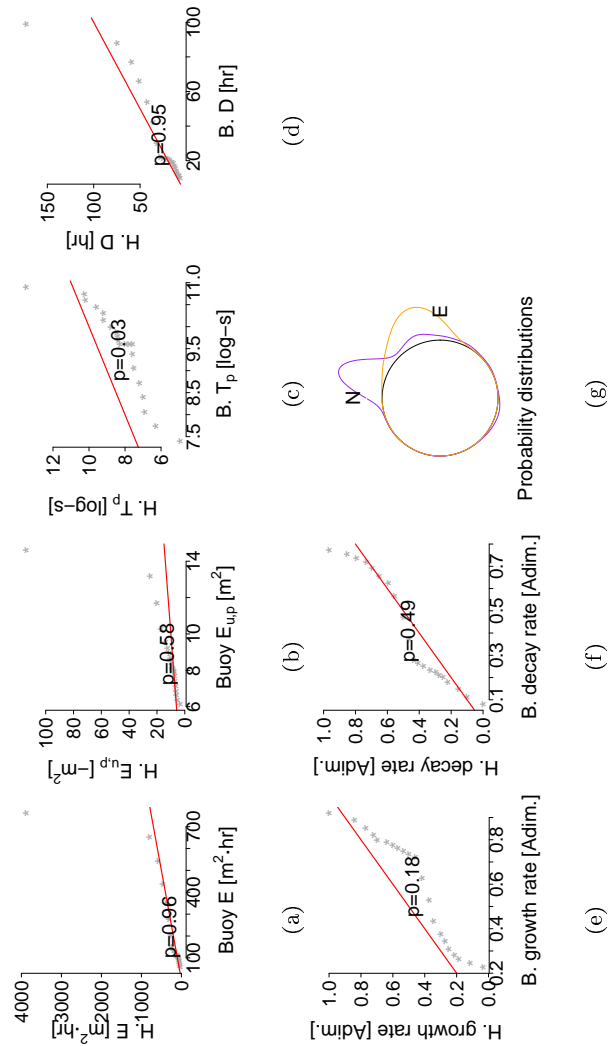 H. E [m²·hr]
4000
3000
1000
0
p=0.96
100
400
700
Buoy E [m²·hr]
(a)
H. E_{u,p} [−m²]
100
60
40
20
0
p=0.58
6
8
10
14
Buoy E_{u,p} [m²]
(b)
H. T_p [log−s]
12
10
8
6
p=0.03
7.5
8.5
9.5
11.0
B. T_p [log−s]
(c)
H. D [hr]
150
100
50
p=0.95
20
60
100
B. D [hr]
(d)
H. growth rate [Adim.]
1.0
0.8
0.6
0.4
0.2
0.0
p=0.18
0.2
0.4
0.6
0.8
B. growth rate [Adim.]
(e)
H. decay rate [Adim.]
1.0
0.8
0.6
0.4
0.2
0.0
p=0.49
0.1
0.3
0.5
0.7
B. decay rate [Adim.]
(f)
N
E
Probability distributions
(g)